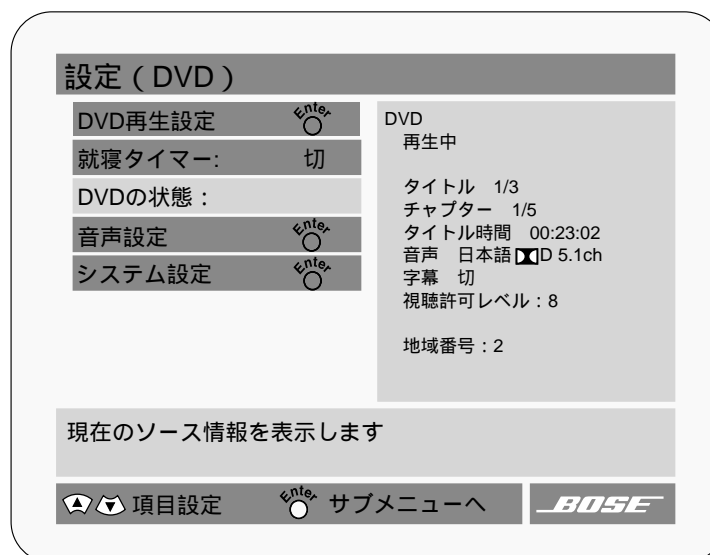 設定（DVD）
DVD再生設定 Enter
就寝タイマー: 切
DVDの状態：
音声設定 Enter
システム設定 Enter
DVD
再生中
タイトル 1/3
チャプター 1/5
タイトル時間 00:23:02
音声 日本語 D 5.1ch
字幕 切
視聴許可レベル：8
地域番号：2
現在のソース情報を表示します
項目設定 Enter サブメニューへ BOSE